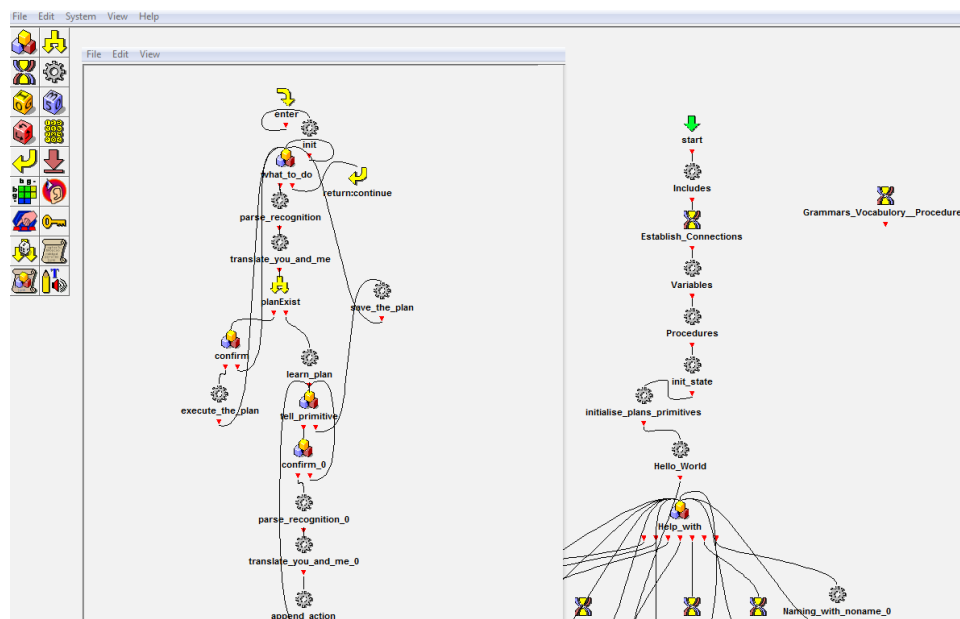 File Edit System View Help
File Edit View
enter
init
what_to_do
return:continue
parse_recognition
translate_you_and_me
planExist
save_the_plan
confirm
learn_plan
execute_the_plan
tell_primitive
confirm_0
parse_recognition_0
translate_you_and_me_0
append_action
start
Includes
Grammars_Vocabulary__Procedure
Establish_Connections
Variables
Procedures
init_state
initialise_plans_primitives
Hello_World
Help_with
Naming_with_noname_0